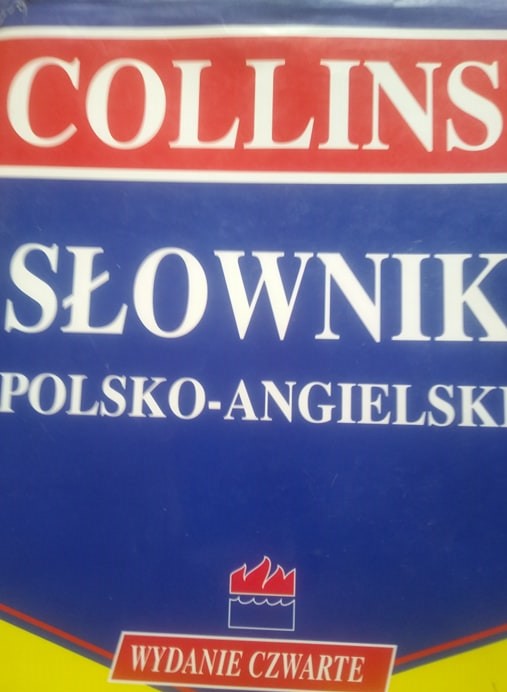 COLLINS
SŁOWNIK
POLSKO-ANGIELSKI
WYDANIE CZWARTE